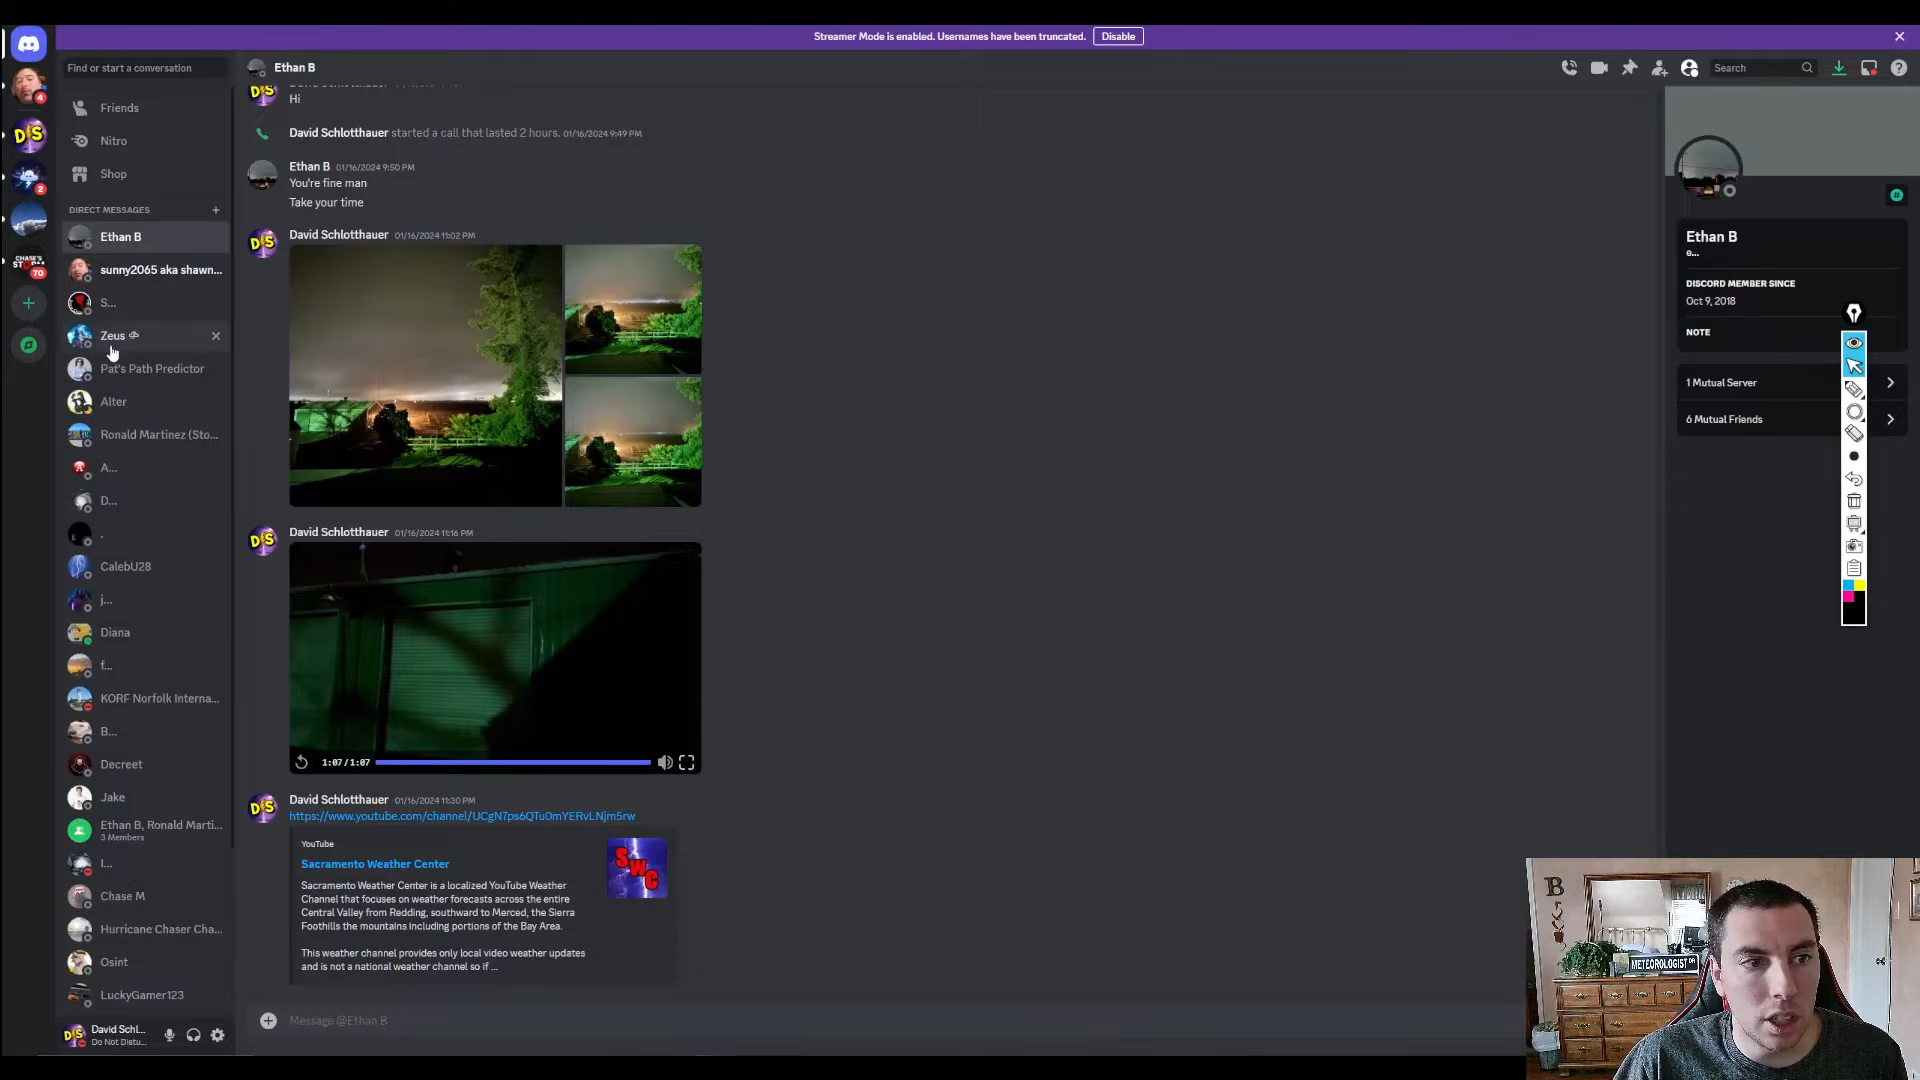 Streamer Mode is enabled. Usernames have been truncated. Disable
Find or start a conversation
Friends
Nitro
Shop
DIRECT MESSAGES
Ethan B
sunny2065 aka shawn...
S...
Zeus
Pat's Path Predictor
Alter
Ronald Martinez (Sto...
A...
D...
.
CalebU28
j...
Diana
f...
KORF Norfolk Interna...
B...
Decreet
Jake
Ethan B, Ronald Marti...
3 Members
I...
Chase M
Hurricane Chaser Cha...
Osint
LuckyGamer123
David Schl...
Do Not Distu...
4
DS
2
CHASE'S
70
Ethan B
Search
Hi
David Schlotthauer started a call that lasted 2 hours. 01/16/2024 9:49 PM
Ethan B 01/16/2024 9:50 PM
You're fine man
Take your time
David Schlotthauer 01/16/2024 11:02 PM
David Schlotthauer 01/16/2024 11:16 PM
1:07/1:07
David Schlotthauer 01/16/2024 11:30 PM
https://www.youtube.com/channel/UCgN7ps6QTu0mYERvLNjm5rw
YouTube
Sacramento Weather Center
Sacramento Weather Center is a localized YouTube Weather
Channel that focuses on weather forecasts across the entire
Central Valley from Redding, southward to Merced, the Sierra
Foothills the mountains including portions of the Bay Area.
This weather channel provides only local video weather updates
and is not a national weather channel so if ...
SWC
Message @Ethan B
Ethan B
e...
DISCORD MEMBER SINCE
Oct 9, 2018
NOTE
1 Mutual Server
6 Mutual Friends
B
METEOROLOGIST DR